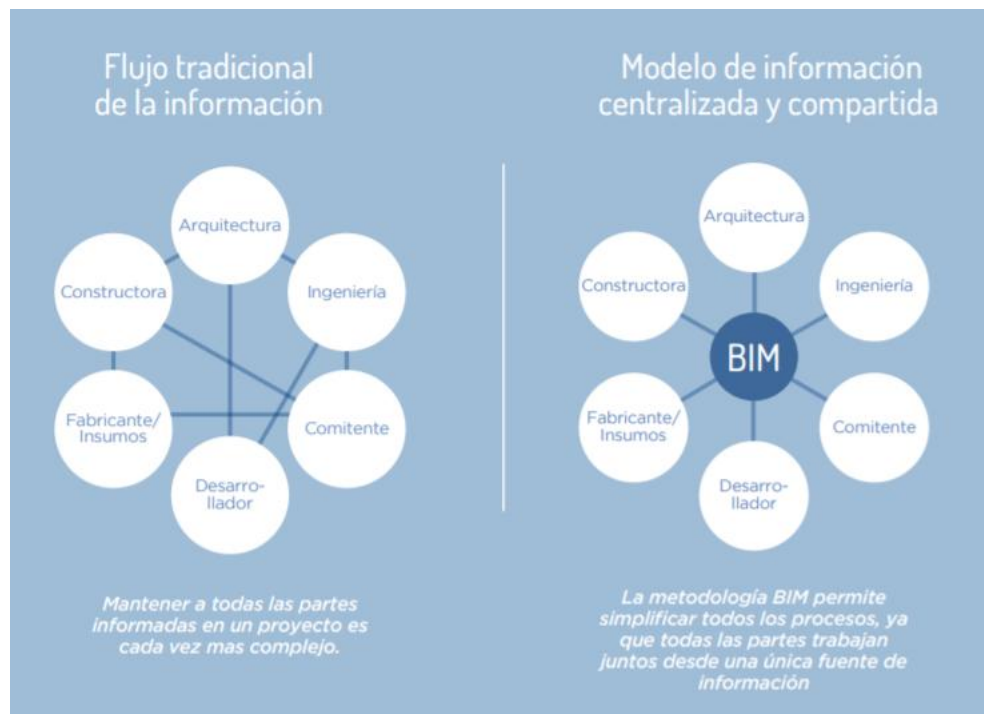 Flujo tradicional
de la información
Arquitectura
Constructora
Ingeniería
Fabricante/
Insumos
Comitente
Desarro-
llador
Mantener a todas las partes
informadas en un proyecto es
cada vez mas complejo.
Modelo de información
centralizada y compartida
Arquitectura
Constructora
Ingeniería
BIM
Fabricante/
Insumos
Comitente
Desarro-
llador
La metodología BIM permite
simplificar todos los procesos, ya
que todas las partes trabajan
juntos desde una única fuente de
información